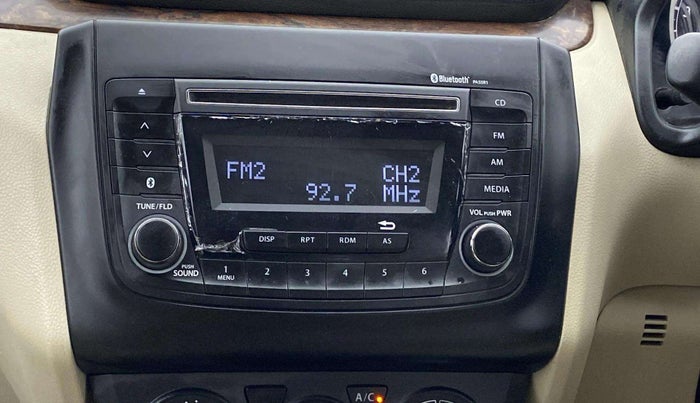 Bluetooth®
PA55R1
CD
FM
AM
MEDIA
FM2 CH2
92.7 MHz
TUNE/FLD
VOL PUSH PWR
DISP RPT RDM AS
PUSH
SOUND
1 2 3 4 5 6
MENU
A/C